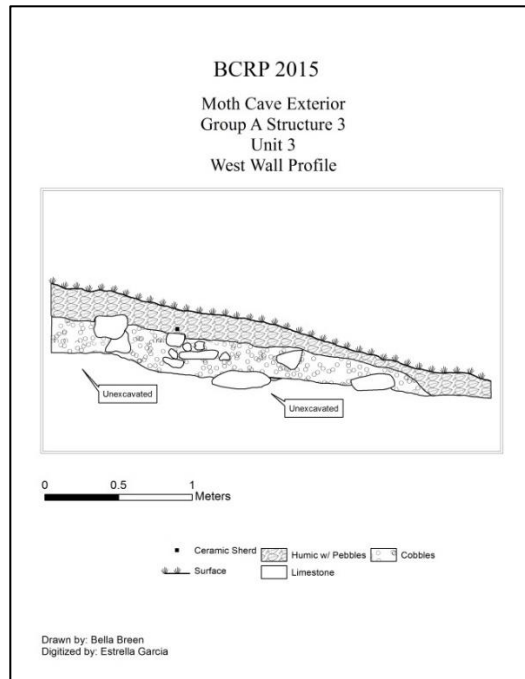 BCRP 2015
Moth Cave Exterior
Group A Structure 3
Unit 3
West Wall Profile
Unexcavated
Unexcavated
0 0.5 1
Meters
Ceramic Sherd Humic w/ Pebbles Cobbles
Surface Limestone
Drawn by: Bella Breen
Digitized by: Estrella Garcia